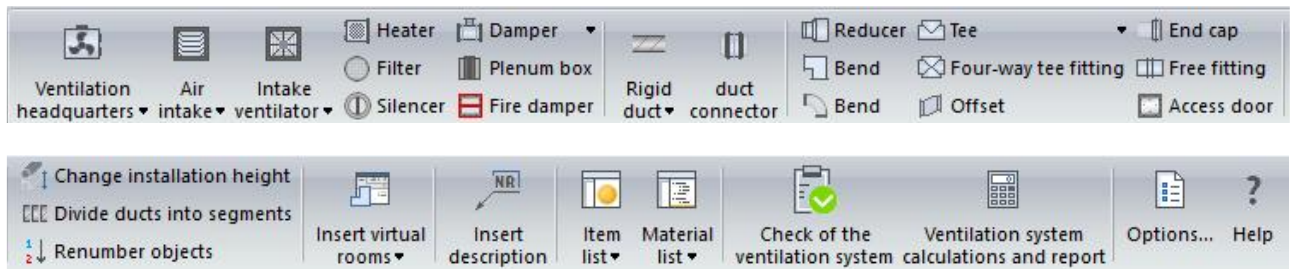 Heater Damper Reducer Tee End cap
Filter Plenum box Bend Four-way tee fitting Free fitting
Ventilation Air Intake Rigid duct
headquarters intake ventilator Silencer Fire damper duct connector Bend Offset Access door
Change installation height
NR
Divide ducts into segments
1
2 Renumber objects
Insert virtual Insert Item Material Check of the Ventilation system Options... Help
rooms description list list ventilation system calculations and report